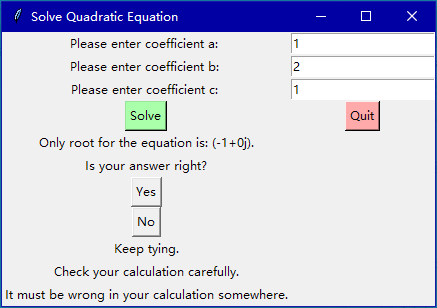 Solve Quadratic Equation
Please enter coefficient a: 1
Please enter coefficient b: 2
Please enter coefficient c: 1
Solve Quit
Only root for the equation is: (-1+0j).
Is your answer right?
Yes
No
Keep tying.
Check your calculation carefully.
It must be wrong in your calculation somewhere.